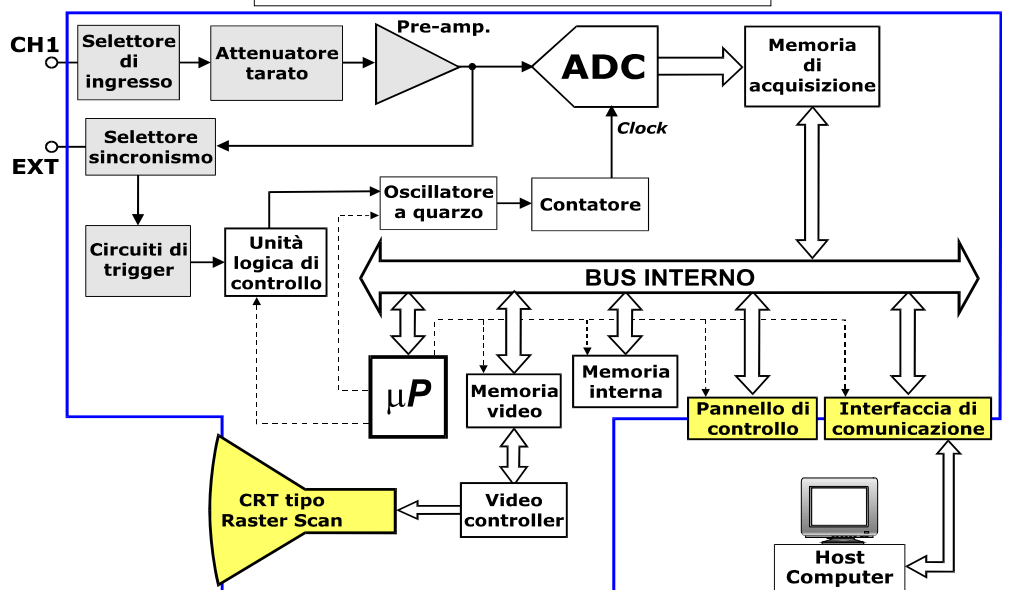 CH1
Selettore
di
ingresso
Attenuatore
tarato
Pre-amp.
ADC
Memoria
di
acquisizione
Clock
EXT
Selettore
sincronismo
Oscillatore
a quarzo
Contatore
Circuiti di
trigger
Unità
logica di
controllo
BUS INTERNO
μP
Memoria
video
Memoria
interna
Pannello di
controllo
Interfaccia di
comunicazione
CRT tipo
Raster Scan
Video
controller
Host
Computer